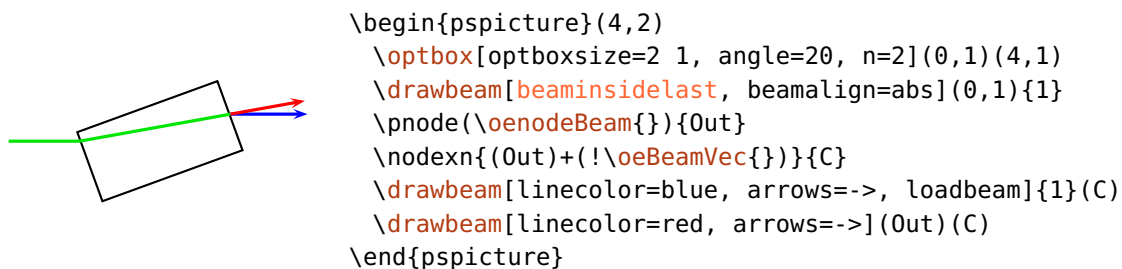 \begin{pspicture}(4,2)
\optbox[optboxsize=2 1, angle=20, n=2](0,1)(4,1)
\drawbeam[beaminsidelast, beamalign=abs](0,1){1}
\pnode(\oenodeBeam{}){Out}
\nodexn{(Out)+(!\oeBeamVec{})}{C}
\drawbeam[linecolor=blue, arrows=->, loadbeam]{1}(C)
\drawbeam[linecolor=red, arrows=->](Out)(C)
\end{pspicture}